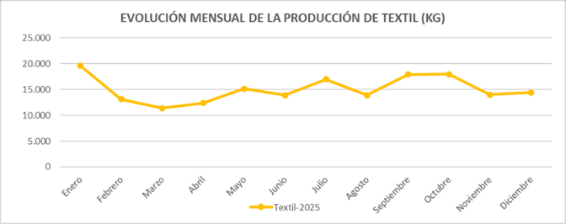 EVOLUCIÓN MENSUAL DE LA PRODUCCIÓN DE TEXTIL (KG)
25.000
20.000
15.000
10.000
5.000
0
Enero
Febrero
Marzo
Abril
Mayo
Junio
Julio
Agosto
Septiembre
Octubre
Noviembre
Diciembre
Textil-2025